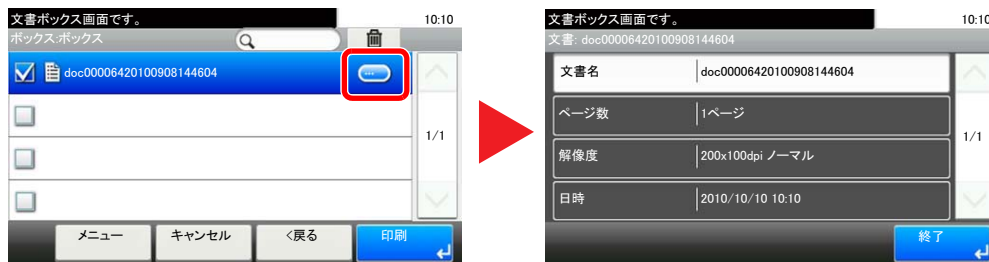 文書ボックス画面です。 10:10
ボックス:ボックス
doc00006420100908144604
1/1
メニュー キャンセル <戻る 印刷
文書ボックス画面です。 10:10
文書: doc00006420100908144604
文書名 doc00006420100908144604
ページ数 1ページ
1/1
解像度 200x100dpi ノーマル
日時 2010/10/10 10:10
終了